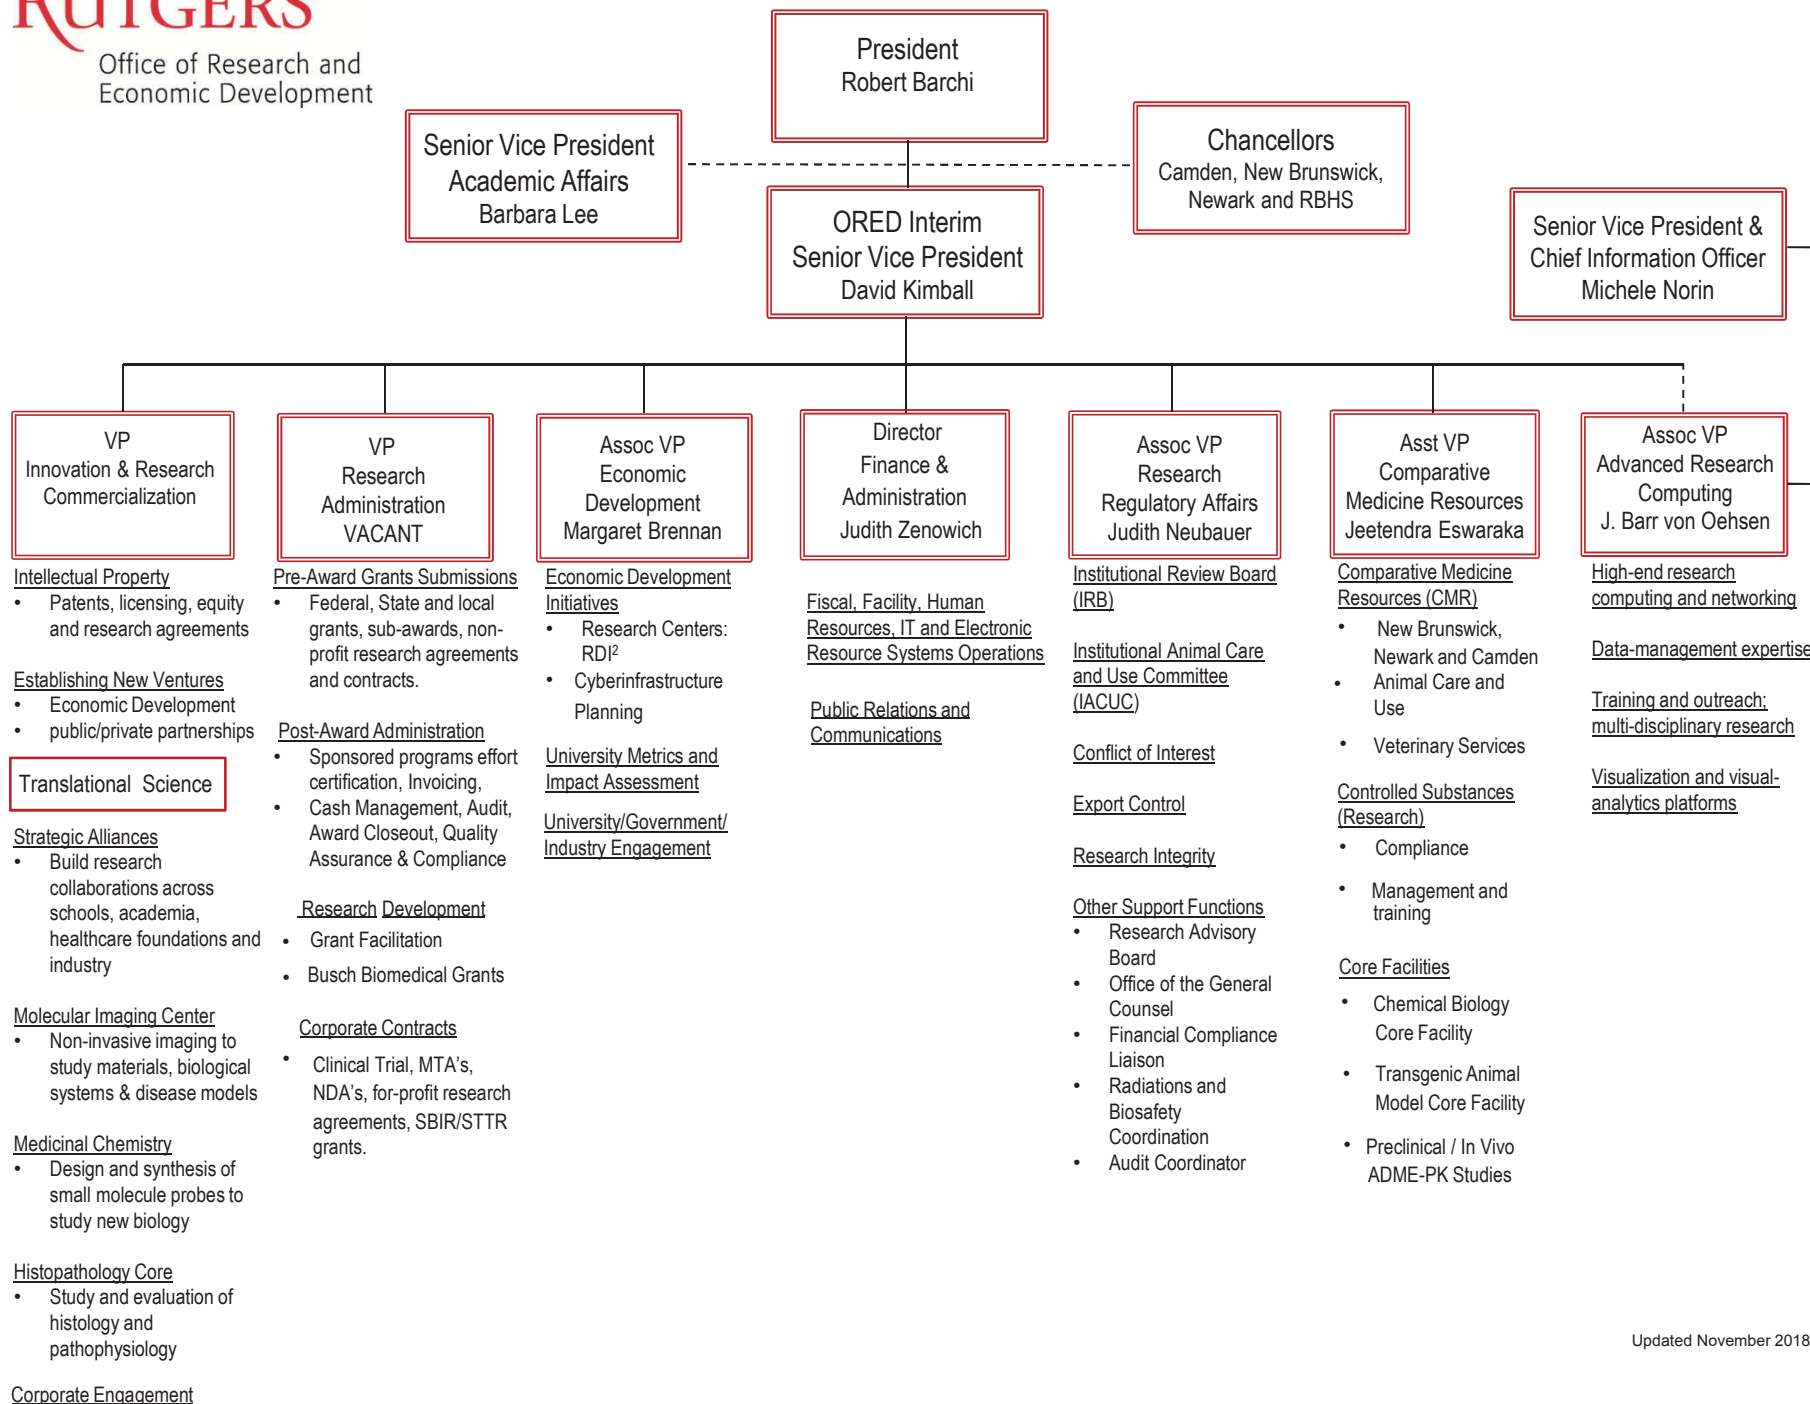 RUTGERS
Office of Research and
Economic Development
President
Robert Barchi
Senior Vice President
Academic Affairs
Barbara Lee
Chancellors
Camden, New Brunswick,
Newark and RBHS
ORED Interim
Senior Vice President
David Kimball
Senior Vice President &
Chief Information Officer
Michele Norin
VP
Innovation & Research
Commercialization
Intellectual Property
• Patents, licensing, equity
and research agreements
Establishing New Ventures
• Economic Development
• public/private partnerships
Translational Science
Strategic Alliances
• Build research
collaborations across
schools, academia,
healthcare foundations and
industry
Molecular Imaging Center
• Non-invasive imaging to
study materials, biological
systems & disease models
Medicinal Chemistry
• Design and synthesis of
small molecule probes to
study new biology
Histopathology Core
• Study and evaluation of
histology and
pathophysiology
Corporate Engagement
VP
Research
Administration
VACANT
Pre-Award Grants Submissions
• Federal, State and local
grants, sub-awards, non-
profit research agreements
and contracts.
Post-Award Administration
• Sponsored programs effort
certification, Invoicing,
• Cash Management, Audit,
Award Closeout, Quality
Assurance & Compliance
Research Development
• Grant Facilitation
• Busch Biomedical Grants
Corporate Contracts
• Clinical Trial, MTA's,
NDA's, for-profit research
agreements, SBIR/STTR
grants.
Assoc VP
Economic
Development
Margaret Brennan
Economic Development
Initiatives
• Research Centers:
RDI²
• Cyberinfrastructure
Planning
University Metrics and
Impact Assessment
University/Government/
Industry Engagement
Director
Finance &
Administration
Judith Zenowich
Fiscal, Facility, Human
Resources, IT and Electronic
Resource Systems Operations
Public Relations and
Communications
Assoc VP
Research
Regulatory Affairs
Judith Neubauer
Institutional Review Board
(IRB)
Institutional Animal Care
and Use Committee
(IACUC)
Conflict of Interest
Export Control
Research Integrity
Other Support Functions
• Research Advisory
Board
• Office of the General
Counsel
• Financial Compliance
Liaison
• Radiations and
Biosafety
Coordination
• Audit Coordinator
Asst VP
Comparative
Medicine Resources
Jeetendra Eswaraka
Comparative Medicine
Resources (CMR)
• New Brunswick,
Newark and Camden
• Animal Care and
Use
• Veterinary Services
Controlled Substances
(Research)
• Compliance
• Management and
training
Core Facilities
• Chemical Biology
Core Facility
• Transgenic Animal
Model Core Facility
• Preclinical / In Vivo
ADME-PK Studies
Assoc VP
Advanced Research
Computing
J. Barr von Oehsen
High-end research
computing and networking
Data-management expertise
Training and outreach;
multi-disciplinary research
Visualization and visual-
analytics platforms
Updated November 2018